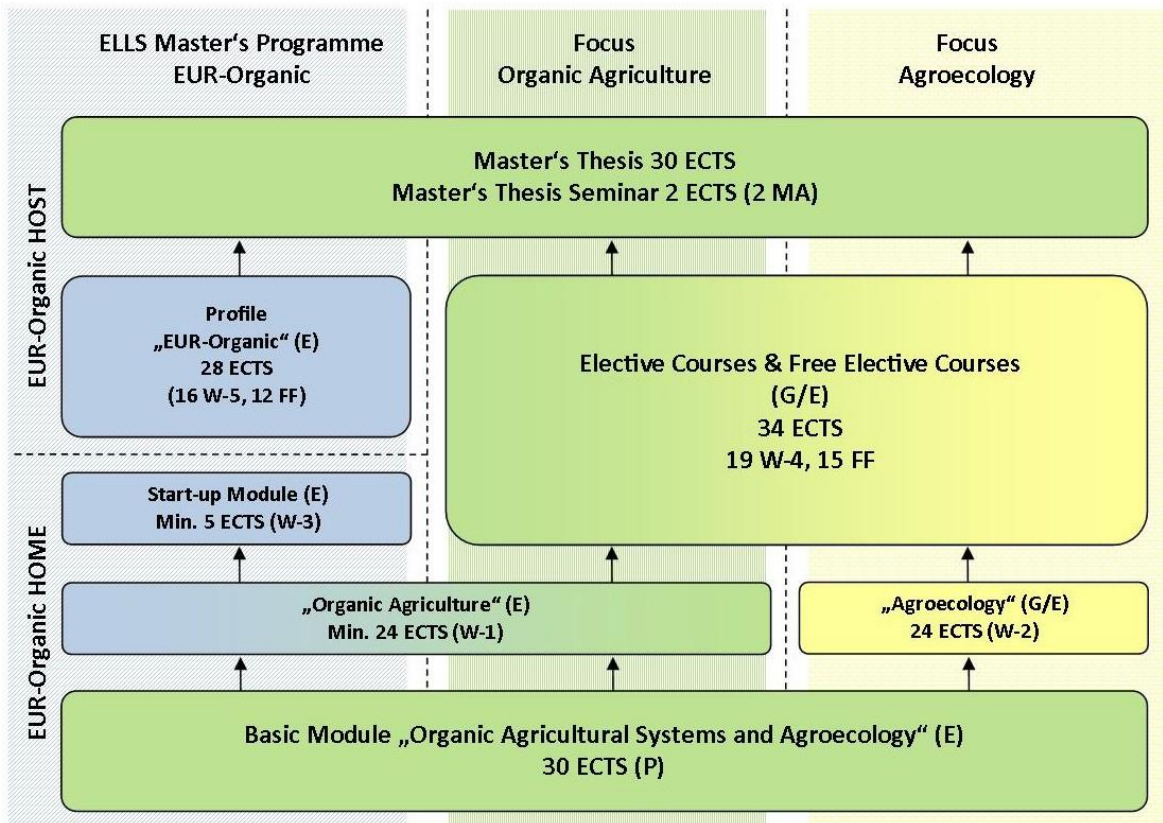 ELLS Master‘s Programme
EUR-Organic
Focus
Organic Agriculture
Focus
Agroecology
EUR-Organic HOST
Master‘s Thesis 30 ECTS
Master‘s Thesis Seminar 2 ECTS (2 MA)
Profile
„EUR-Organic“ (E)
28 ECTS
(16 W-5, 12 FF)
Elective Courses & Free Elective Courses
(G/E)
34 ECTS
19 W-4, 15 FF
EUR-Organic HOME
Start-up Module (E)
Min. 5 ECTS (W-3)
„Organic Agriculture“ (E)
Min. 24 ECTS (W-1)
„Agroecology“ (G/E)
24 ECTS (W-2)
Basic Module „Organic Agricultural Systems and Agroecology“ (E)
30 ECTS (P)